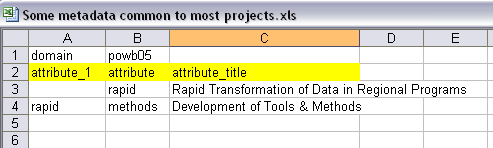 Some metadata common to most projects.xls
A B C D E
1 domain powb05
2 attribute_1 attribute attribute_title
3 rapid Rapid Transformation of Data in Regional Programs
4 rapid methods Development of Tools & Methods
5
6